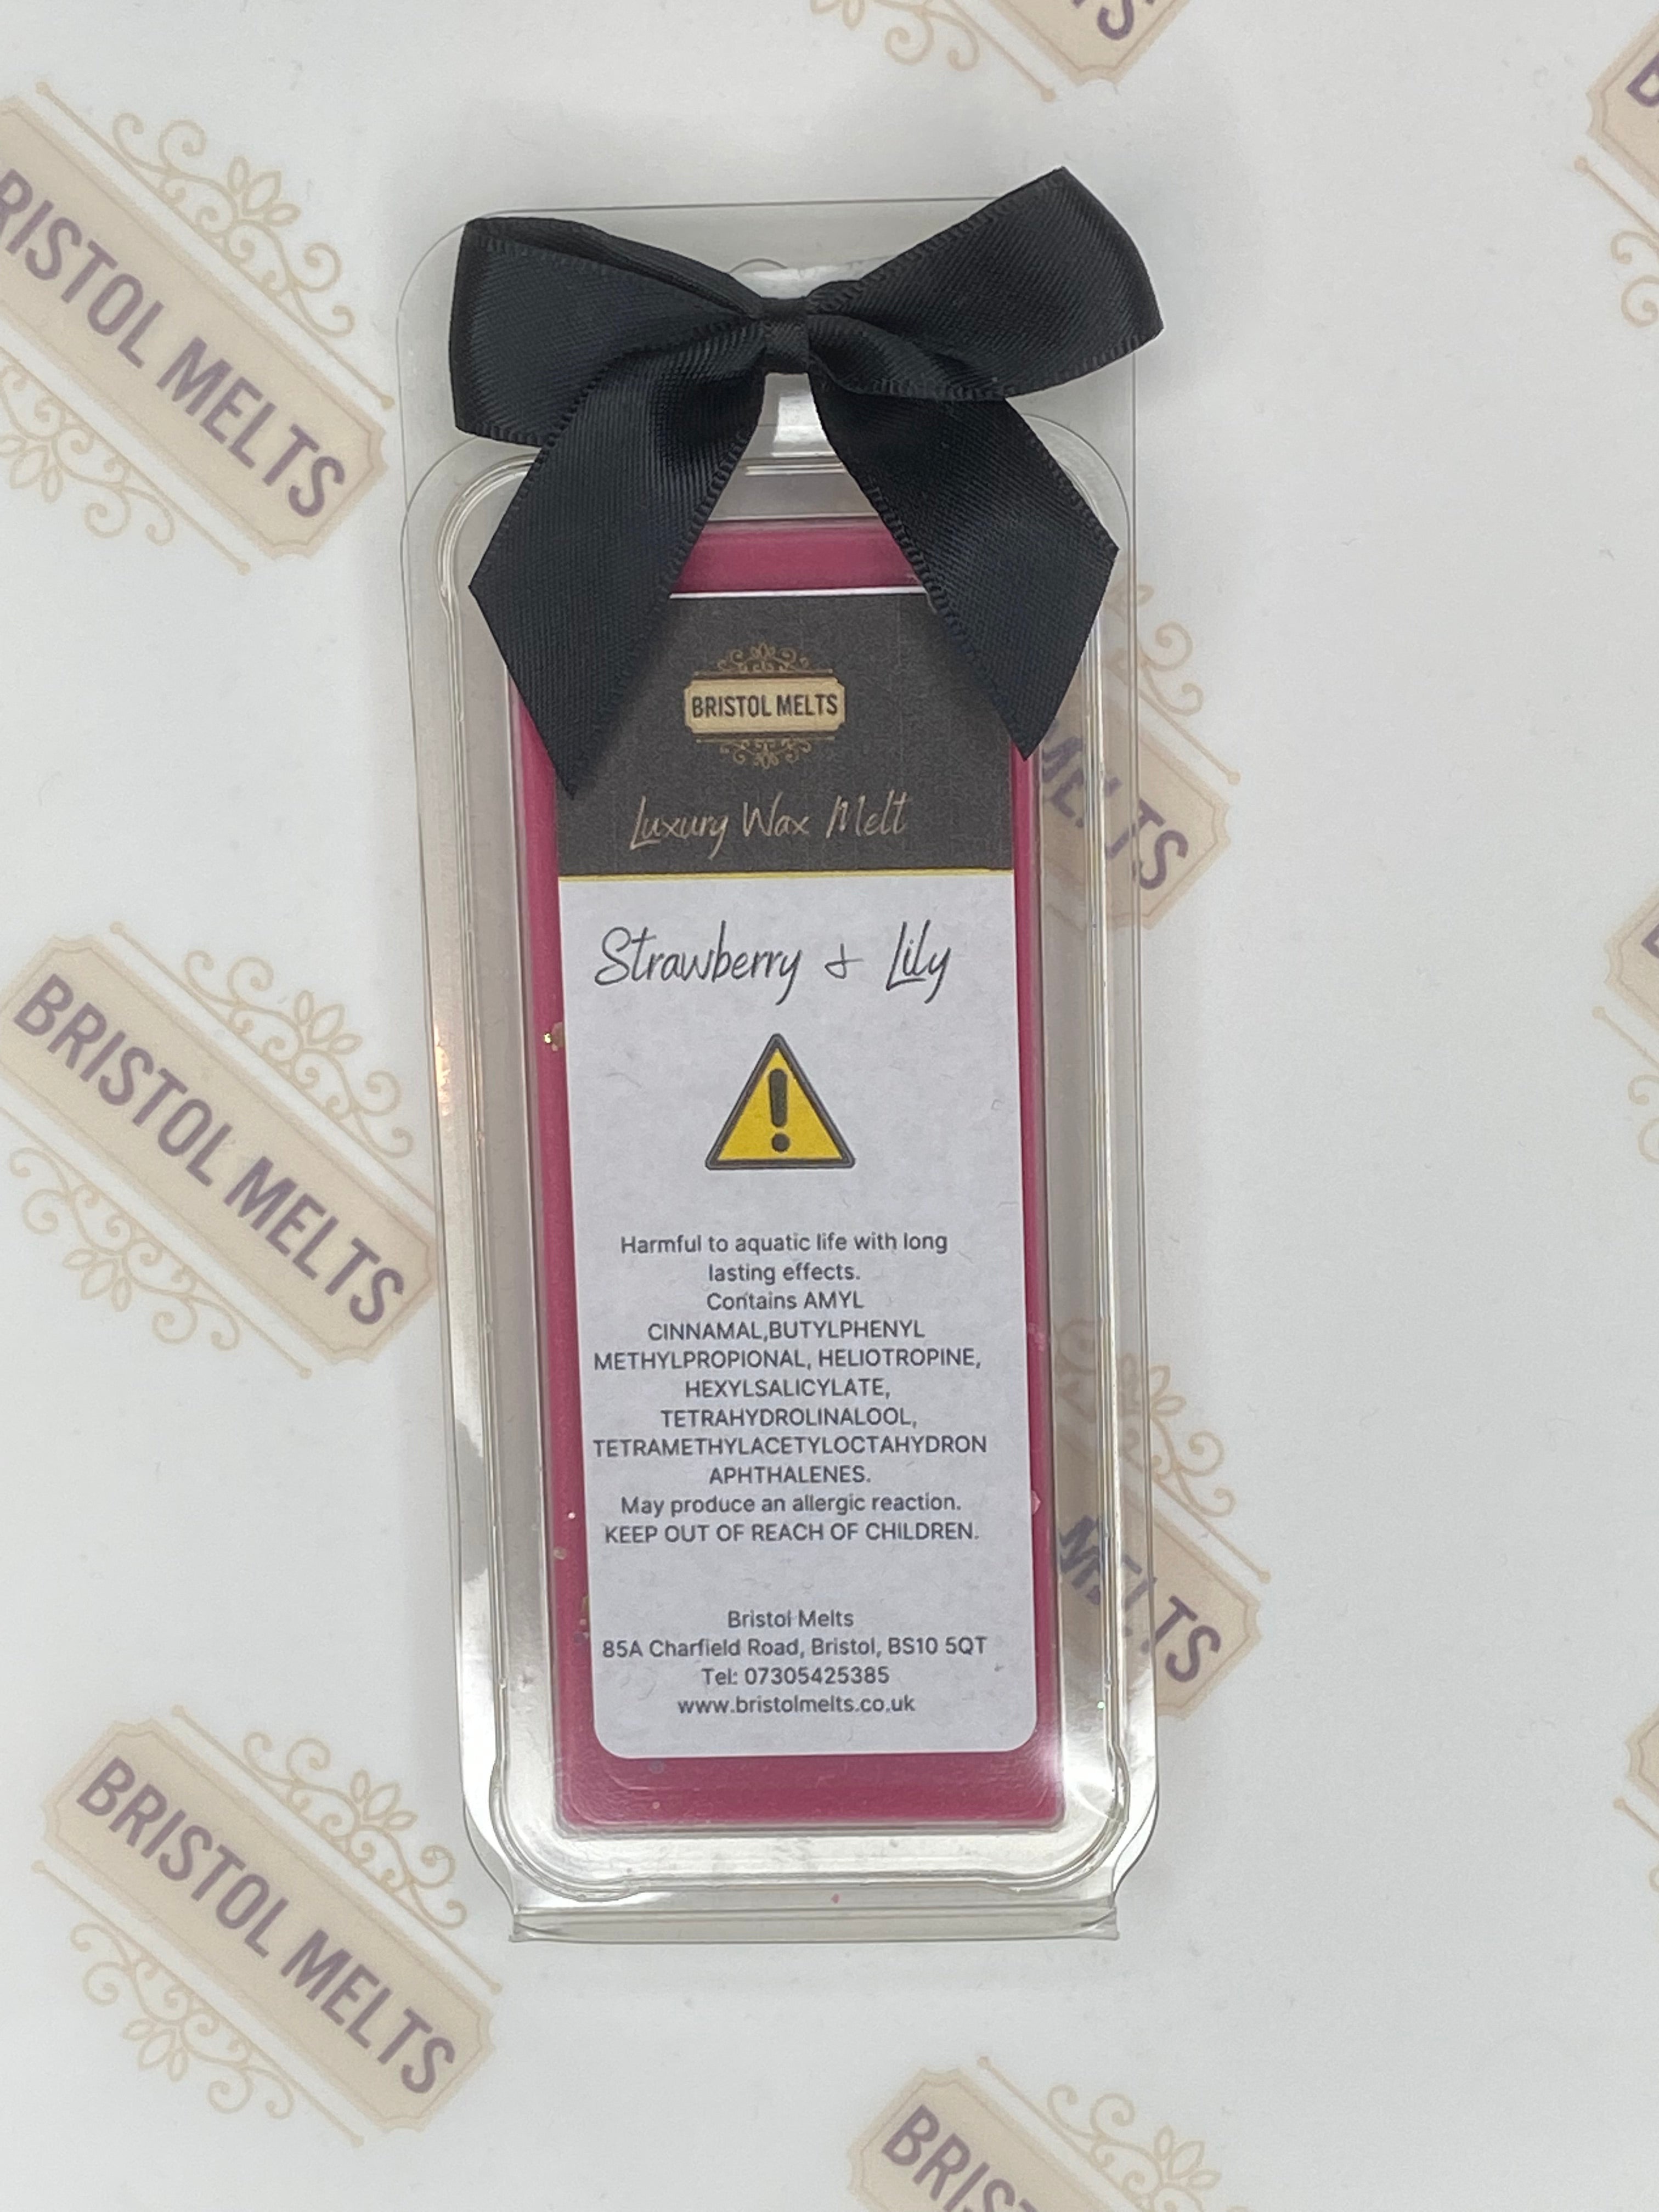 BRISTOL MELTS
Luxury Wax Melt
Strawberry & Lily
Harmful to aquatic life with long
lasting effects.
Contains AMYL
CINNAMAL,BUTYLPHENYL
METHYLPROPIONAL, HELIOTROPINE,
HEXYLSALICYLATE,
TETRAHYDROLINALOOL,
TETRAMETHYLACETYLOCTAHYDRON
APHTHALENES.
May produce an allergic reaction.
KEEP OUT OF REACH OF CHILDREN.
Bristol Melts
85A Charfield Road, Bristol, BS10 5QT
Tel: 07305425385
www.bristolmelts.co.uk
BRISTOL MELTS
BRISTOL MELTS
BRISTOL MELTS
MELTS
MELTS